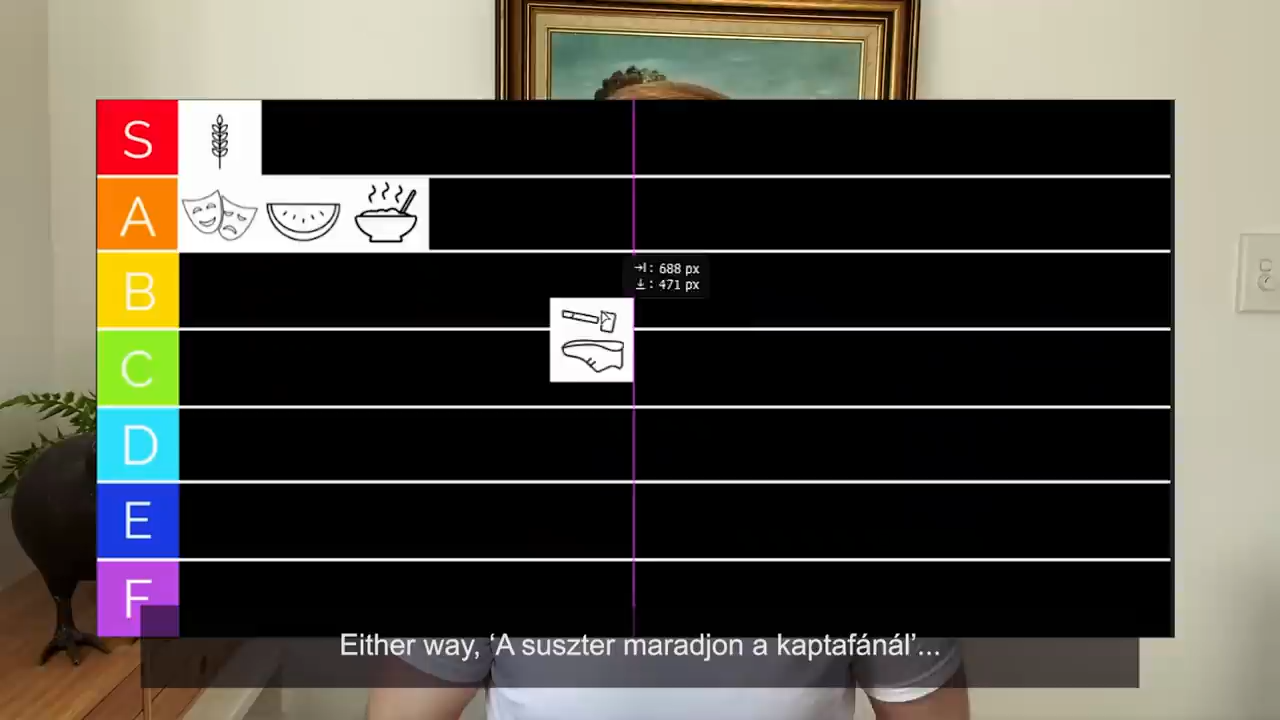 S
A
→I: 688 px
B
↓: 471 px
C
D
E
F
Either way, ‘A suszter maradjon a kaptafánál’...